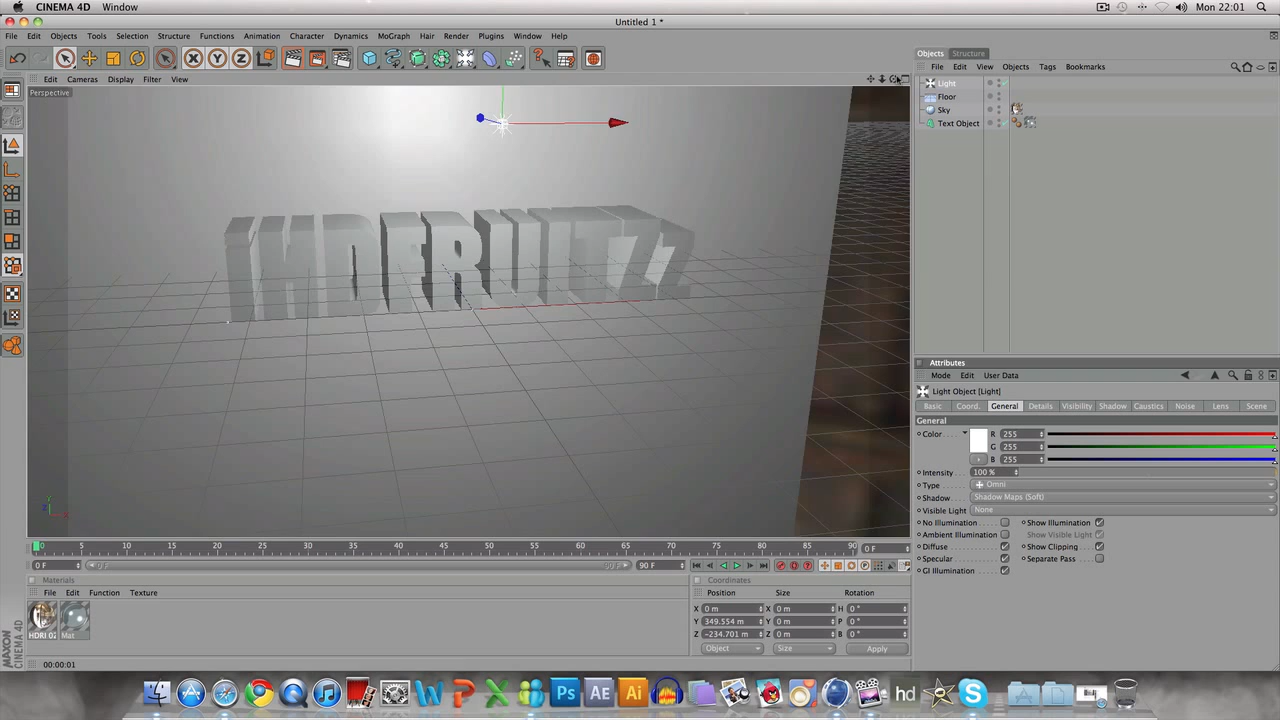 CINEMA 4D Window Mon 22:01
Untitled 1 *
File Edit Objects Tools Selection Structure Functions Animation Character Dynamics MoGraph Hair Render Plugins Window Help
Objects Structure
File Edit View Objects Tags Bookmarks
Edit Cameras Display Filter View
Perspective
Light
Floor
Sky
Text Object
INDFRUITZZ
Attributes
Mode Edit User Data
Light Object [Light]
Basic Coord. General Details Visibility Shadow Caustics Noise Lens Scene
General
Color R 255
G 255
B 255
Intensity 100 %
Type Omni
Shadow Shadow Maps (Soft)
Visible Light None
No Illumination Show Illumination
Ambient Illumination Show Visible Light
Diffuse Show Clipping
Specular Separate Pass
GI Illumination
0 5 10 15 20 25 30 35 40 45 50 55 60 65 70 75 80 85 90 0 F
0 F 0 F 90 F 90 F
Materials
File Edit Function Texture
HDRI 02 Mat
Coordinates
Position Size Rotation
X 0 m X 0 m H 0 °
Y 349.554 m Y 0 m P 0 °
Z -234.701 m Z 0 m B 0 °
Object Size Apply
MAXON
CINEMA 4D
00:00:01
Ps AE Ai hd